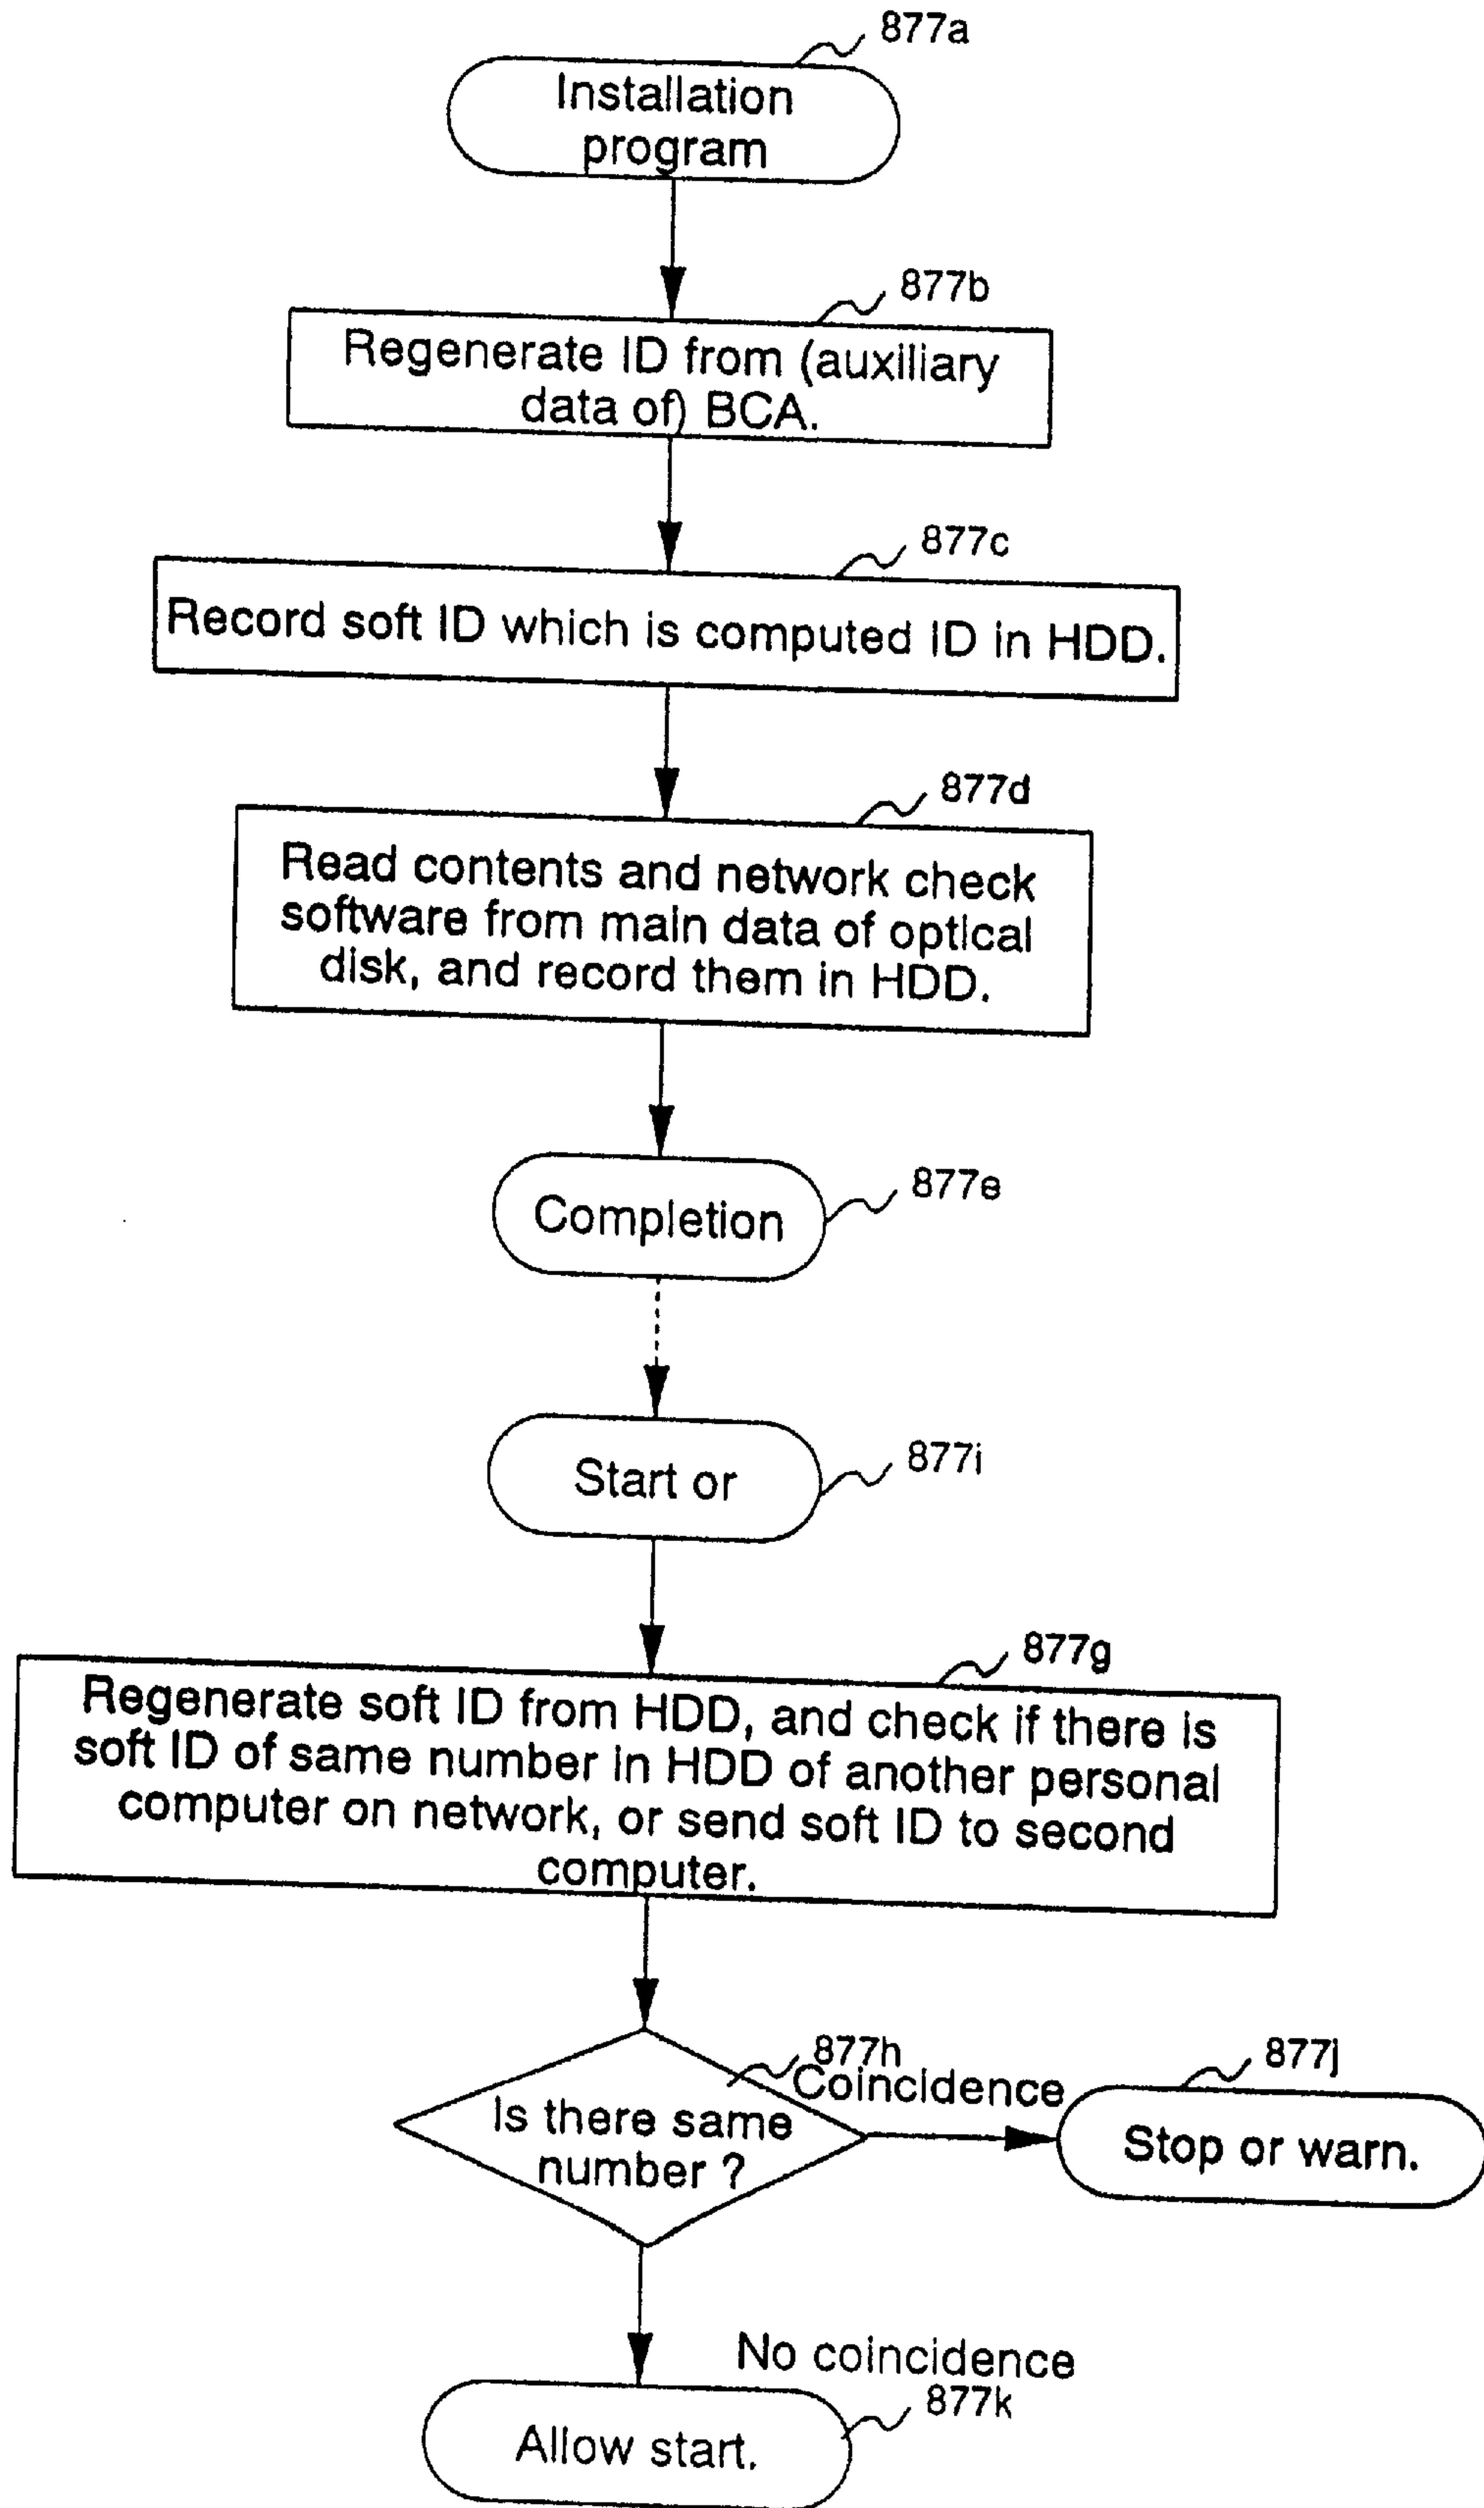 877a
Installation
program
877b
Regenerate ID from (auxiliary
data of) BCA.
877c
Record soft ID which is computed ID in HDD.
877d
Read contents and network check
software from main data of optical
disk, and record them in HDD.
877e
Completion
877i
Start or
877g
Regenerate soft ID from HDD, and check if there is
soft ID of same number in HDD of another personal
computer on network, or send soft ID to second
computer.
877h
Coincidence
877j
Is there same
number ?
Stop or warn.
No coincidence
877k
Allow start.